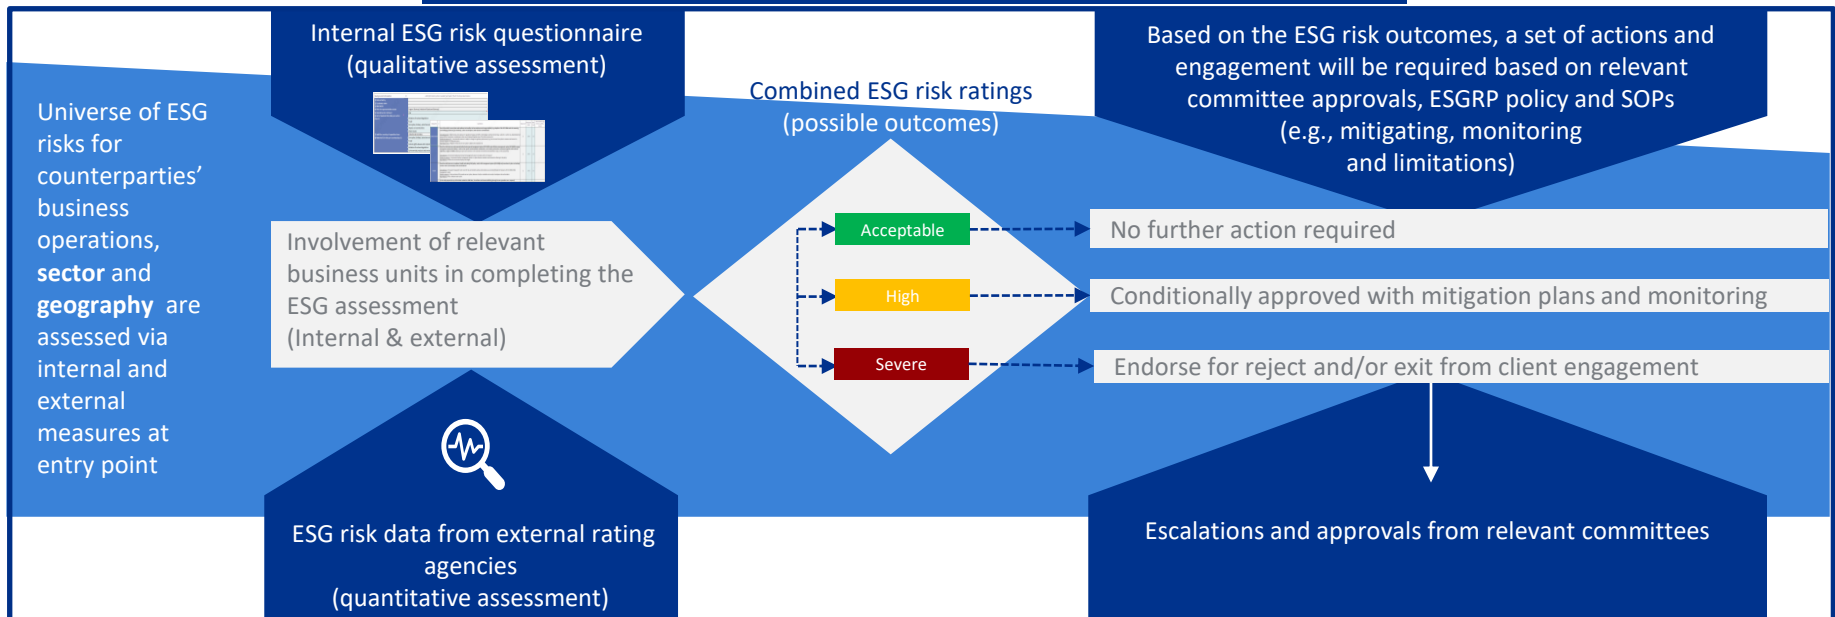 Universe of ESG
risks for
counterparties’
business
operations,
sector and
geography are
assessed via
internal and
external
measures at
entry point
Internal ESG risk questionnaire
(qualitative assessment)
Involvement of relevant
business units in completing the
ESG assessment
(Internal & external)
ESG risk data from external rating
agencies
(quantitative assessment)
Combined ESG risk ratings
(possible outcomes)
Acceptable
High
Severe
Based on the ESG risk outcomes, a set of actions and
engagement will be required based on relevant
committee approvals, ESGRP policy and SOPs
(e.g., mitigating, monitoring
and limitations)
No further action required
Conditionally approved with mitigation plans and monitoring
Endorse for reject and/or exit from client engagement
Escalations and approvals from relevant committees